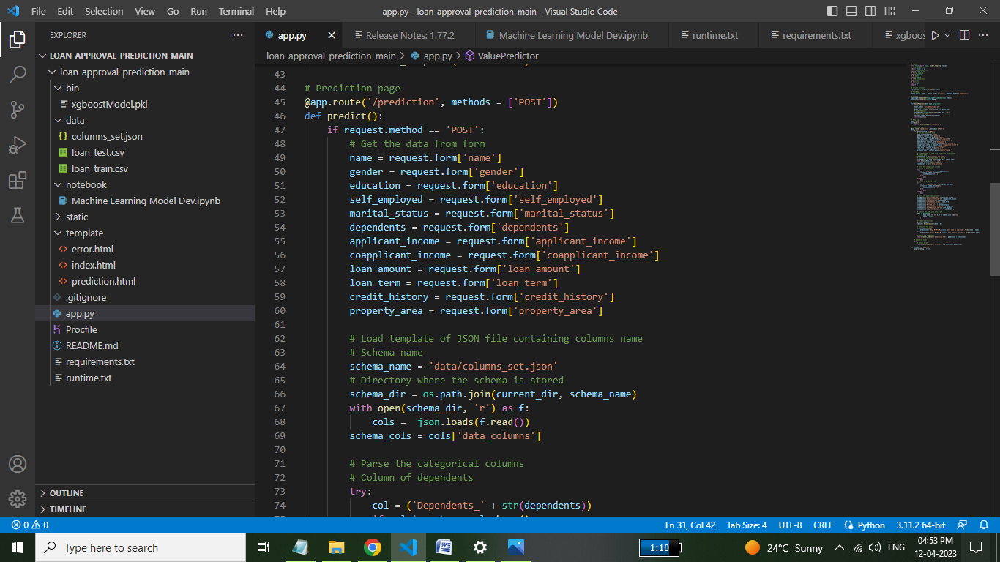 File Edit Selection View Go Run Terminal Help app.py - loan-approval-prediction-main - Visual Studio Code
EXPLORER
LOAN-APPROVAL-PREDICTION-MAIN
loan-approval-prediction-main
bin
xgboostModel.pkl
data
columns_set.json
loan_test.csv
loan_train.csv
notebook
Machine Learning Model Dev.ipynb
static
template
error.html
index.html
prediction.html
.gitignore
app.py
Procfile
README.md
requirements.txt
runtime.txt
OUTLINE
TIMELINE
app.py Release Notes: 1.77.2 Machine Learning Model Dev.ipynb runtime.txt requirements.txt xgboos
loan-approval-prediction-main > app.py > ValuePredictor
43
44 # Prediction page
45 @app.route('/prediction', methods = ['POST'])
46 def predict():
47     if request.method == 'POST':
48         # Get the data from form
49         name = request.form['name']
50         gender = request.form['gender']
51         education = request.form['education']
52         self_employed = request.form['self_employed']
53         marital_status = request.form['marital_status']
54         dependents = request.form['dependents']
55         applicant_income = request.form['applicant_income']
56         coapplicant_income = request.form['coapplicant_income']
57         loan_amount = request.form['loan_amount']
58         loan_term = request.form['loan_term']
59         credit_history = request.form['credit_history']
60         property_area = request.form['property_area']
61
62         # Load template of JSON file containing columns name
63         # Schema name
64         schema_name = 'data/columns_set.json'
65         # Directory where the schema is stored
66         schema_dir = os.path.join(current_dir, schema_name)
67         with open(schema_dir, 'r') as f:
68             cols =  json.loads(f.read())
69         schema_cols = cols['data_columns']
70
71         # Parse the categorical columns
72         # Column of dependents
73         try:
74             col = ('Dependents_' + str(dependents))
0 0 Ln 31, Col 42 Tab Size: 4 UTF-8 CRLF Python 3.11.2 64-bit
Type here to search 1:10 24°C Sunny ENG 04:53 PM
12-04-2023